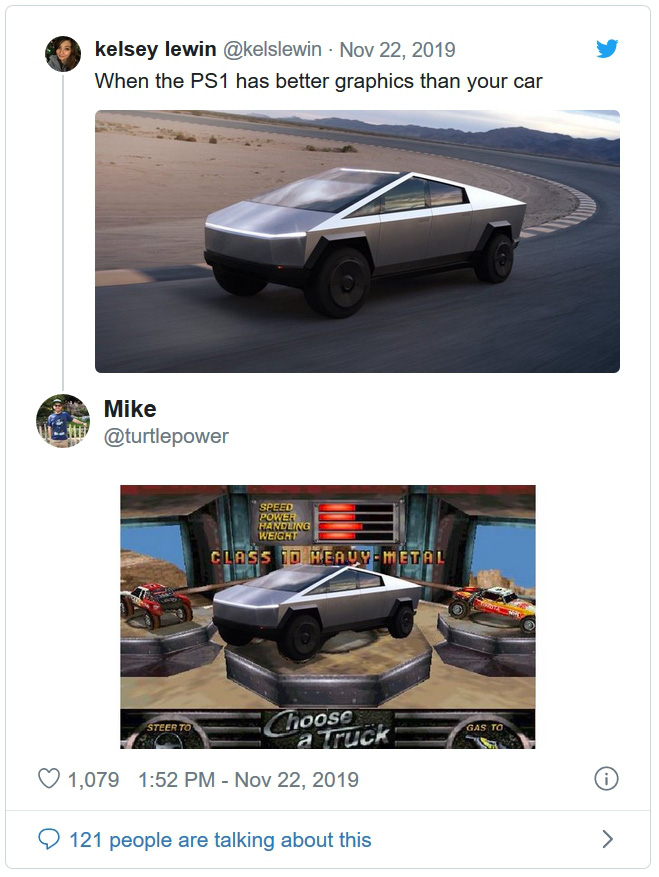 kelsey lewin @kelslewin · Nov 22, 2019
When the PS1 has better graphics than your car
Mike
@turtlepower
SPEED
POWER
HANDLING
WEIGHT
CLASS 10 HEAVY-METAL
STEER TO
Choose
a Truck
GAS TO
1,079 1:52 PM - Nov 22, 2019
121 people are talking about this